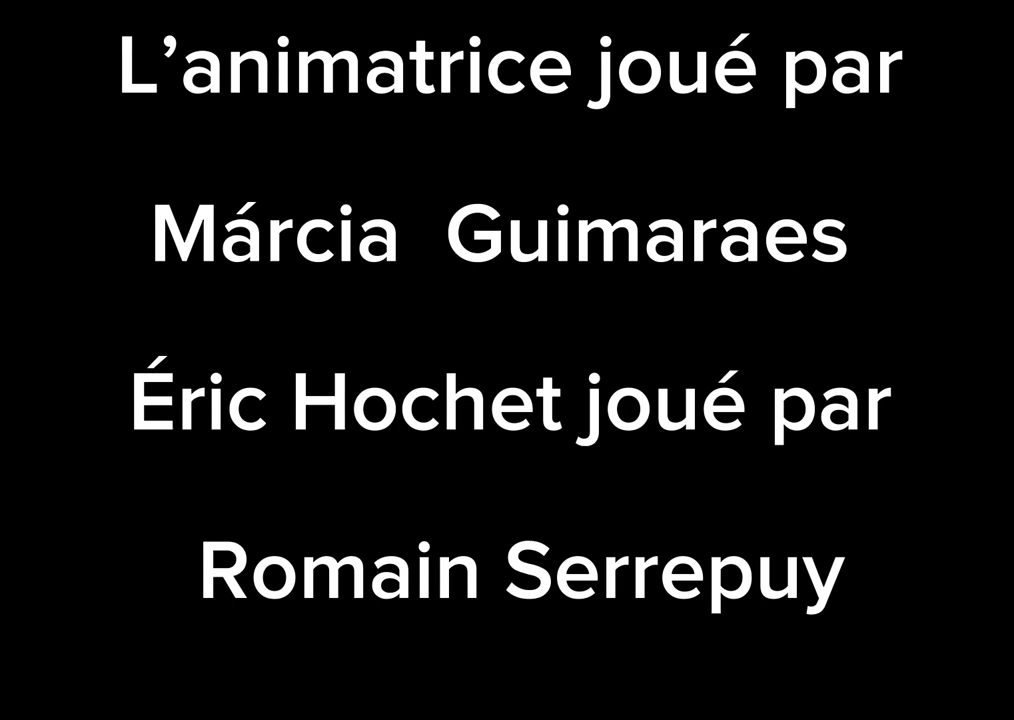 L’animatrice joué par
Márcia  Guimaraes
Éric Hochet joué par
Romain Serrepuy